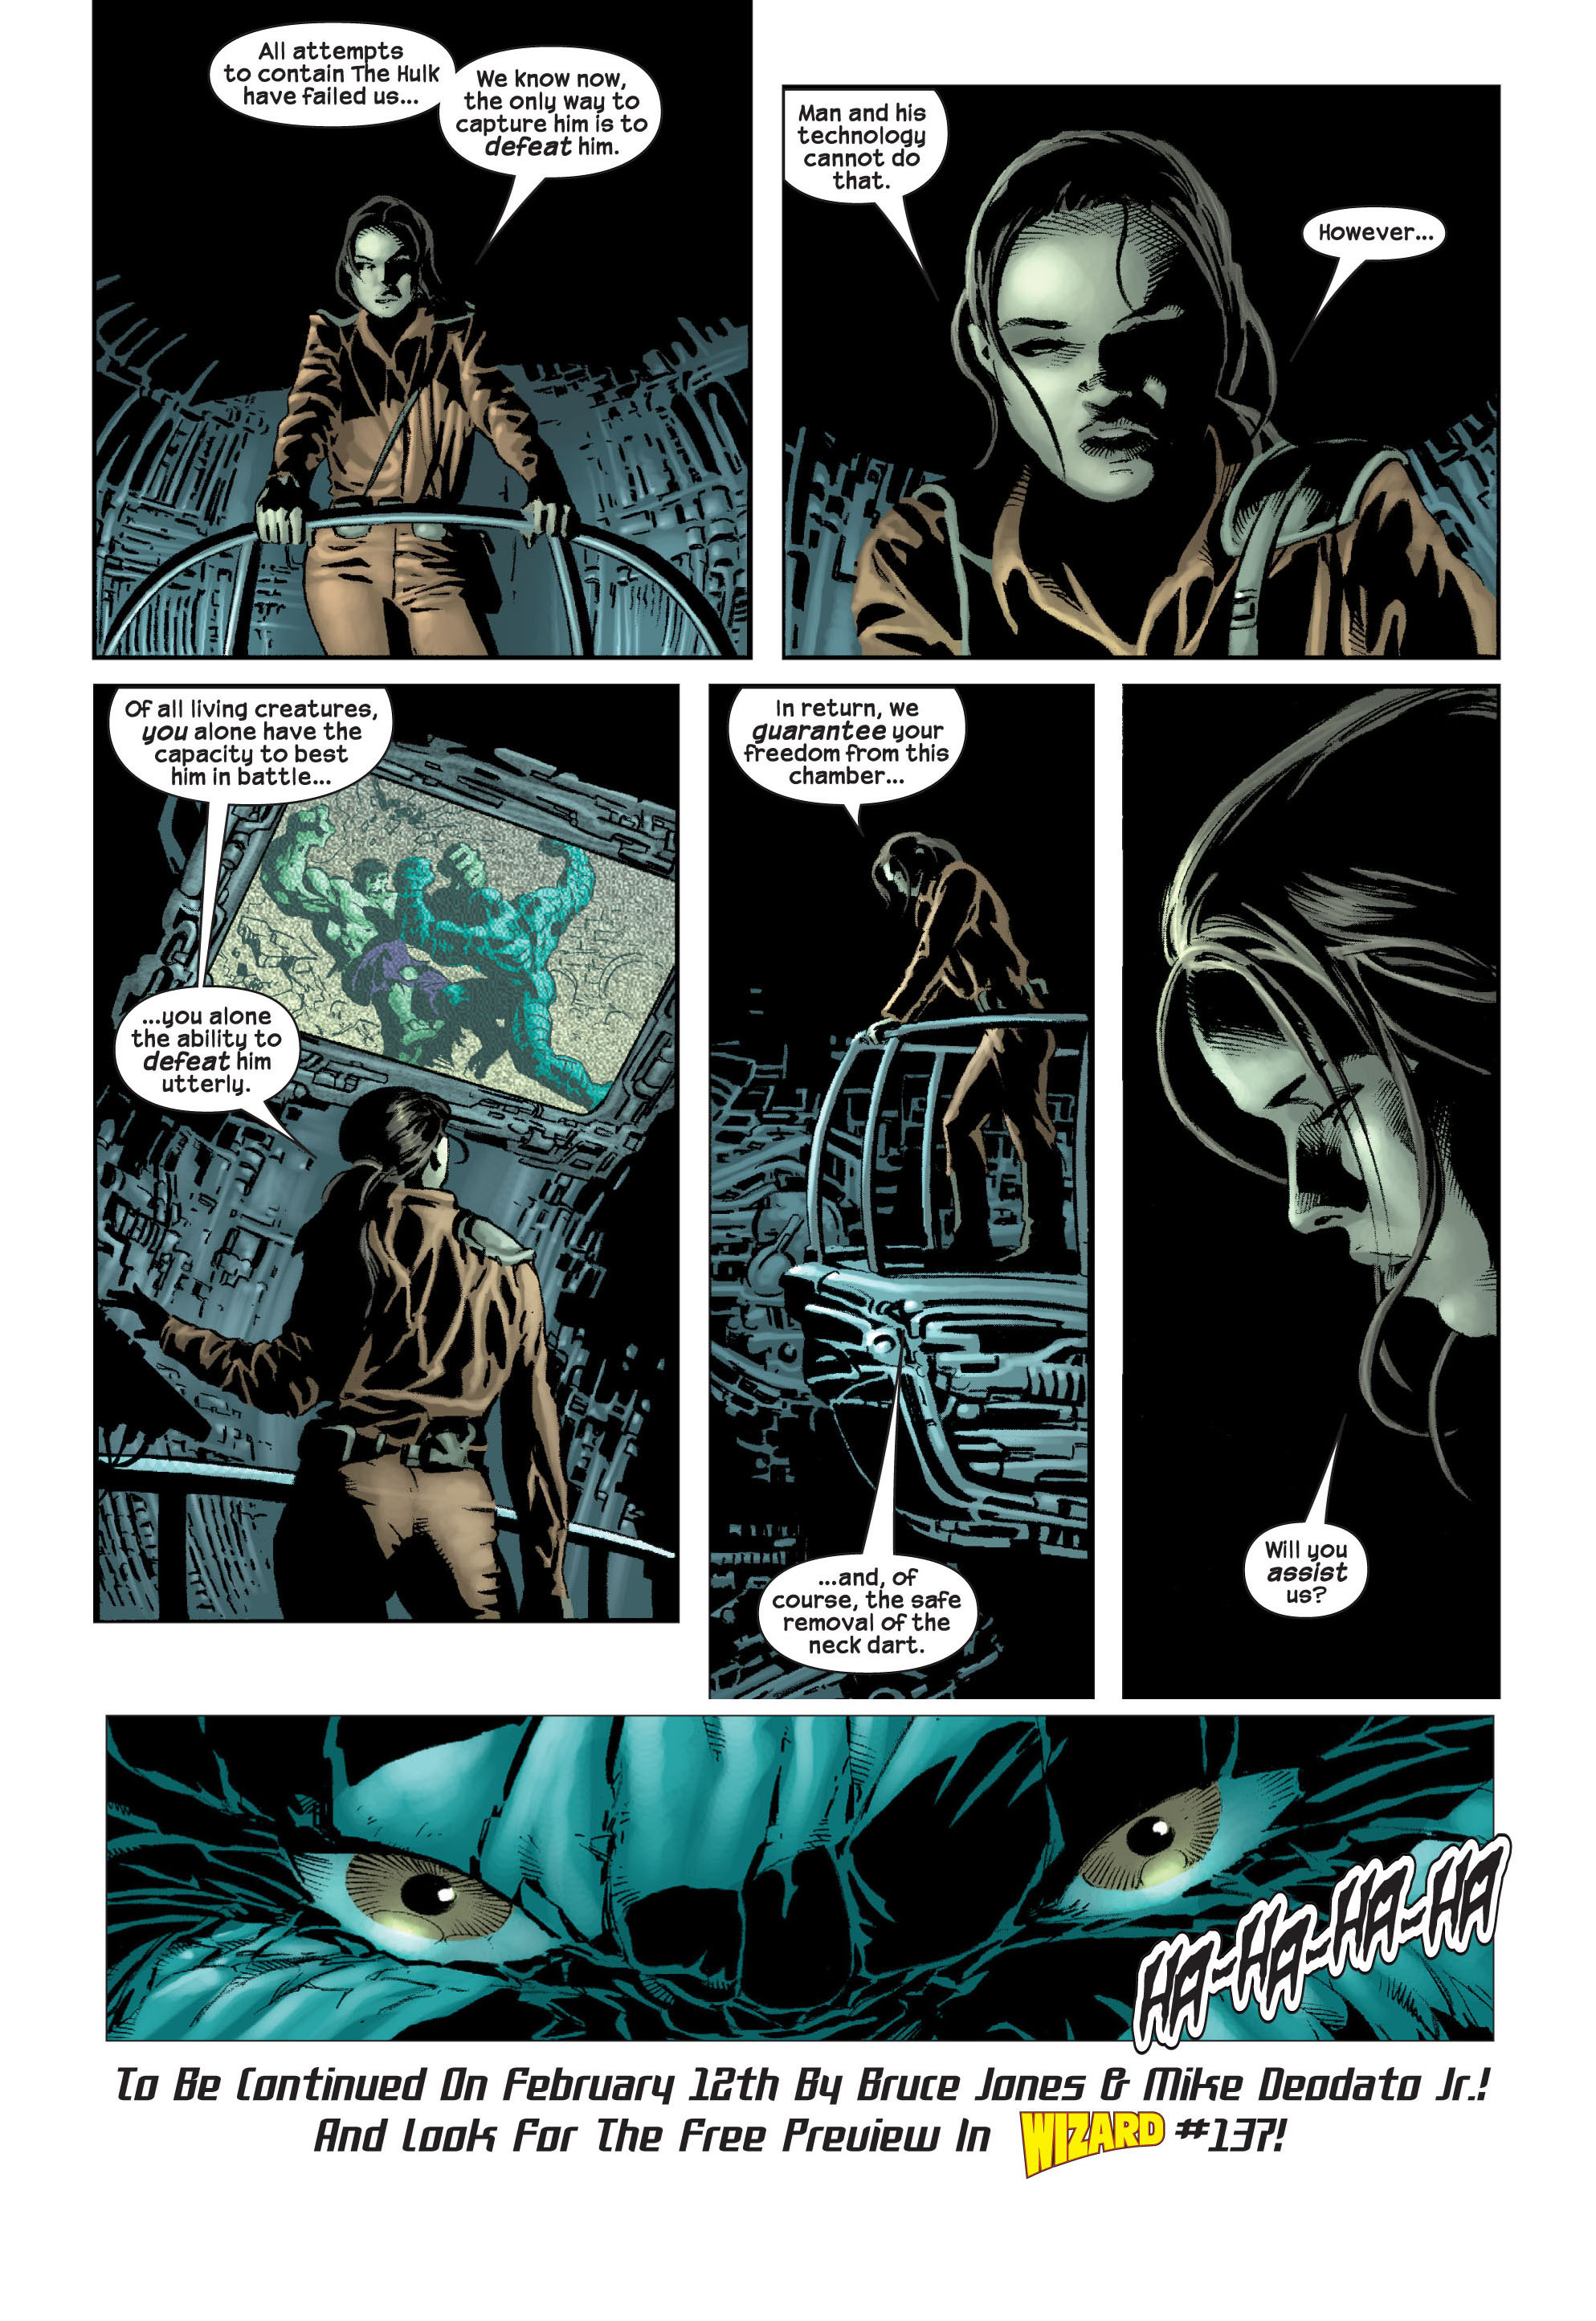 All attempts
to contain The Hulk
have failed us...
We know now,
the only way to
capture him is to
defeat him.
Man and his
technology
cannot do
that.
However...
Of all living creatures,
you alone have the
capacity to best
him in battle...
...you alone
the ability to
defeat him
utterly.
In return, we
guarantee your
freedom from this
chamber...
...and, of
course, the safe
removal of the
neck dart.
Will you
assist
us?
HA-HA-HA-HA
To Be Continued On February 12th By Bruce Jones & Mike Deodato Jr.!
And Look For The Free Preview In WIZARD #137!